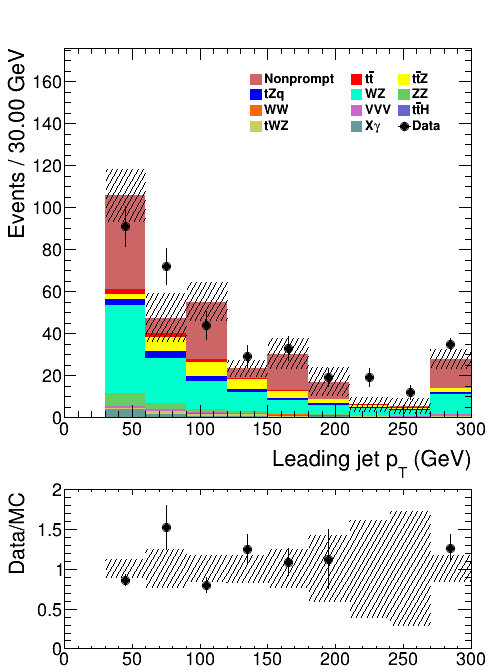 Events / 30.00 GeV
160
140
120
100
80
60
40
20
0
Nonprompt tt̄ tt̄Z
tZq WZ ZZ
WW VVV tt̄H
tWZ Xγ Data
0 50 100 150 200 250 300
Leading jet p_T (GeV)
Data/MC
2
1.5
1
0.5
0
0 50 100 150 200 250 300